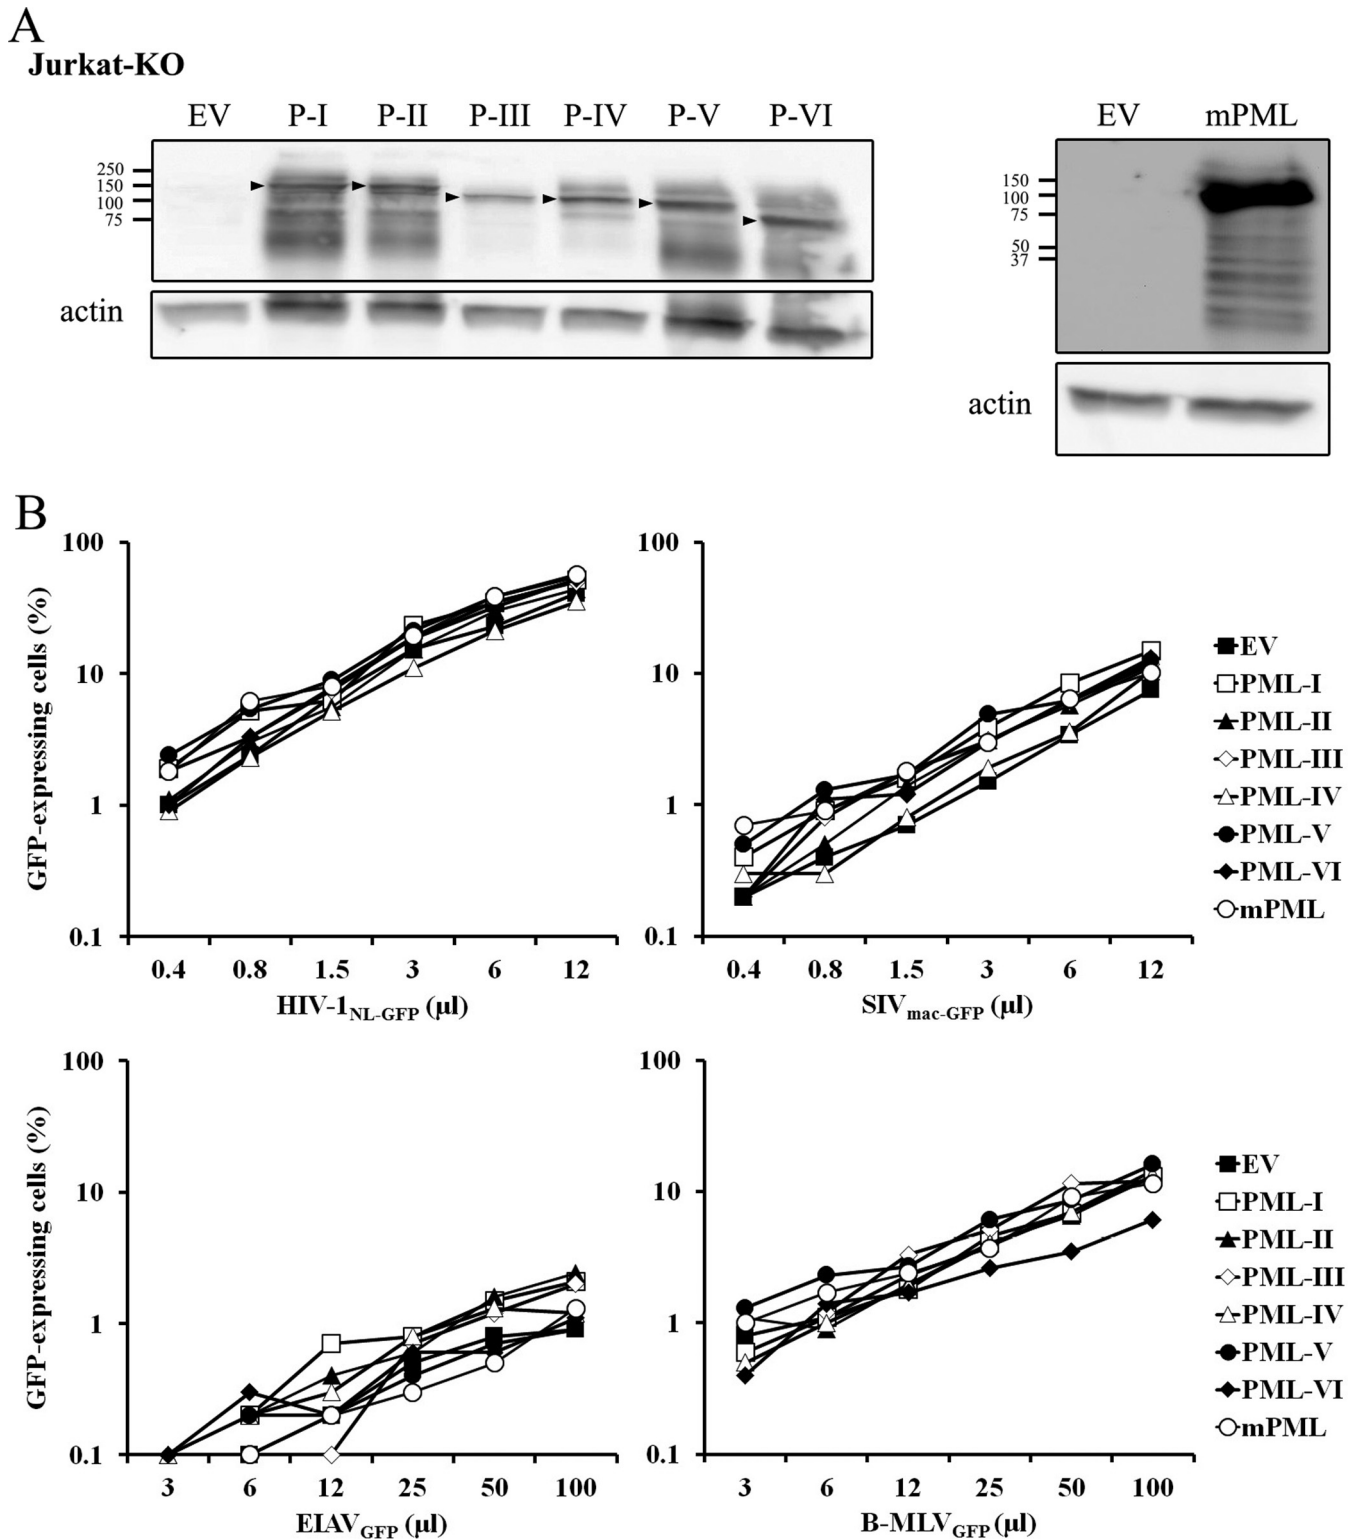 A
Jurkat-KO
EV P-I P-II P-III P-IV P-V P-VI
250
150
100
75
actin
EV mPML
150
100
75
50
37
actin
B
GFP-expressing cells (%)
100
10
1
0.1
0.4 0.8 1.5 3 6 12
HIV-1NL-GFP (µl)
100
10
1
0.1
0.4 0.8 1.5 3 6 12
SIVmac-GFP (µl)
EV
PML-I
PML-II
PML-III
PML-IV
PML-V
PML-VI
mPML
GFP-expressing cells (%)
100
10
1
0.1
3 6 12 25 50 100
EIAVGFP (µl)
100
10
1
0.1
3 6 12 25 50 100
B-MLVGFP (µl)
EV
PML-I
PML-II
PML-III
PML-IV
PML-V
PML-VI
mPML